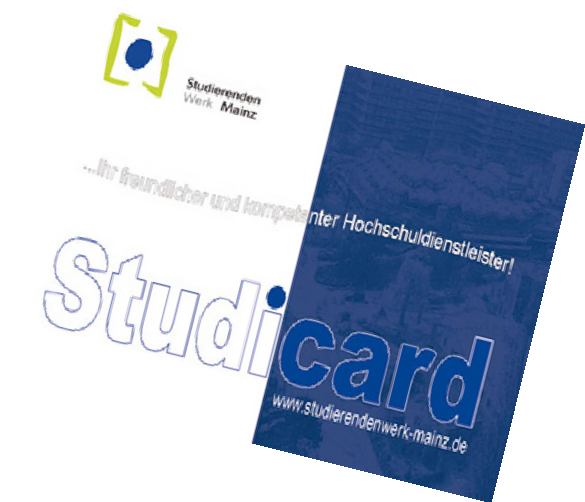 Studierenden
Werk Mainz
...Ihr freundlicher und kompetenter Hochschuldienstleister!
Studicard
www.studierendenwerk-mainz.de